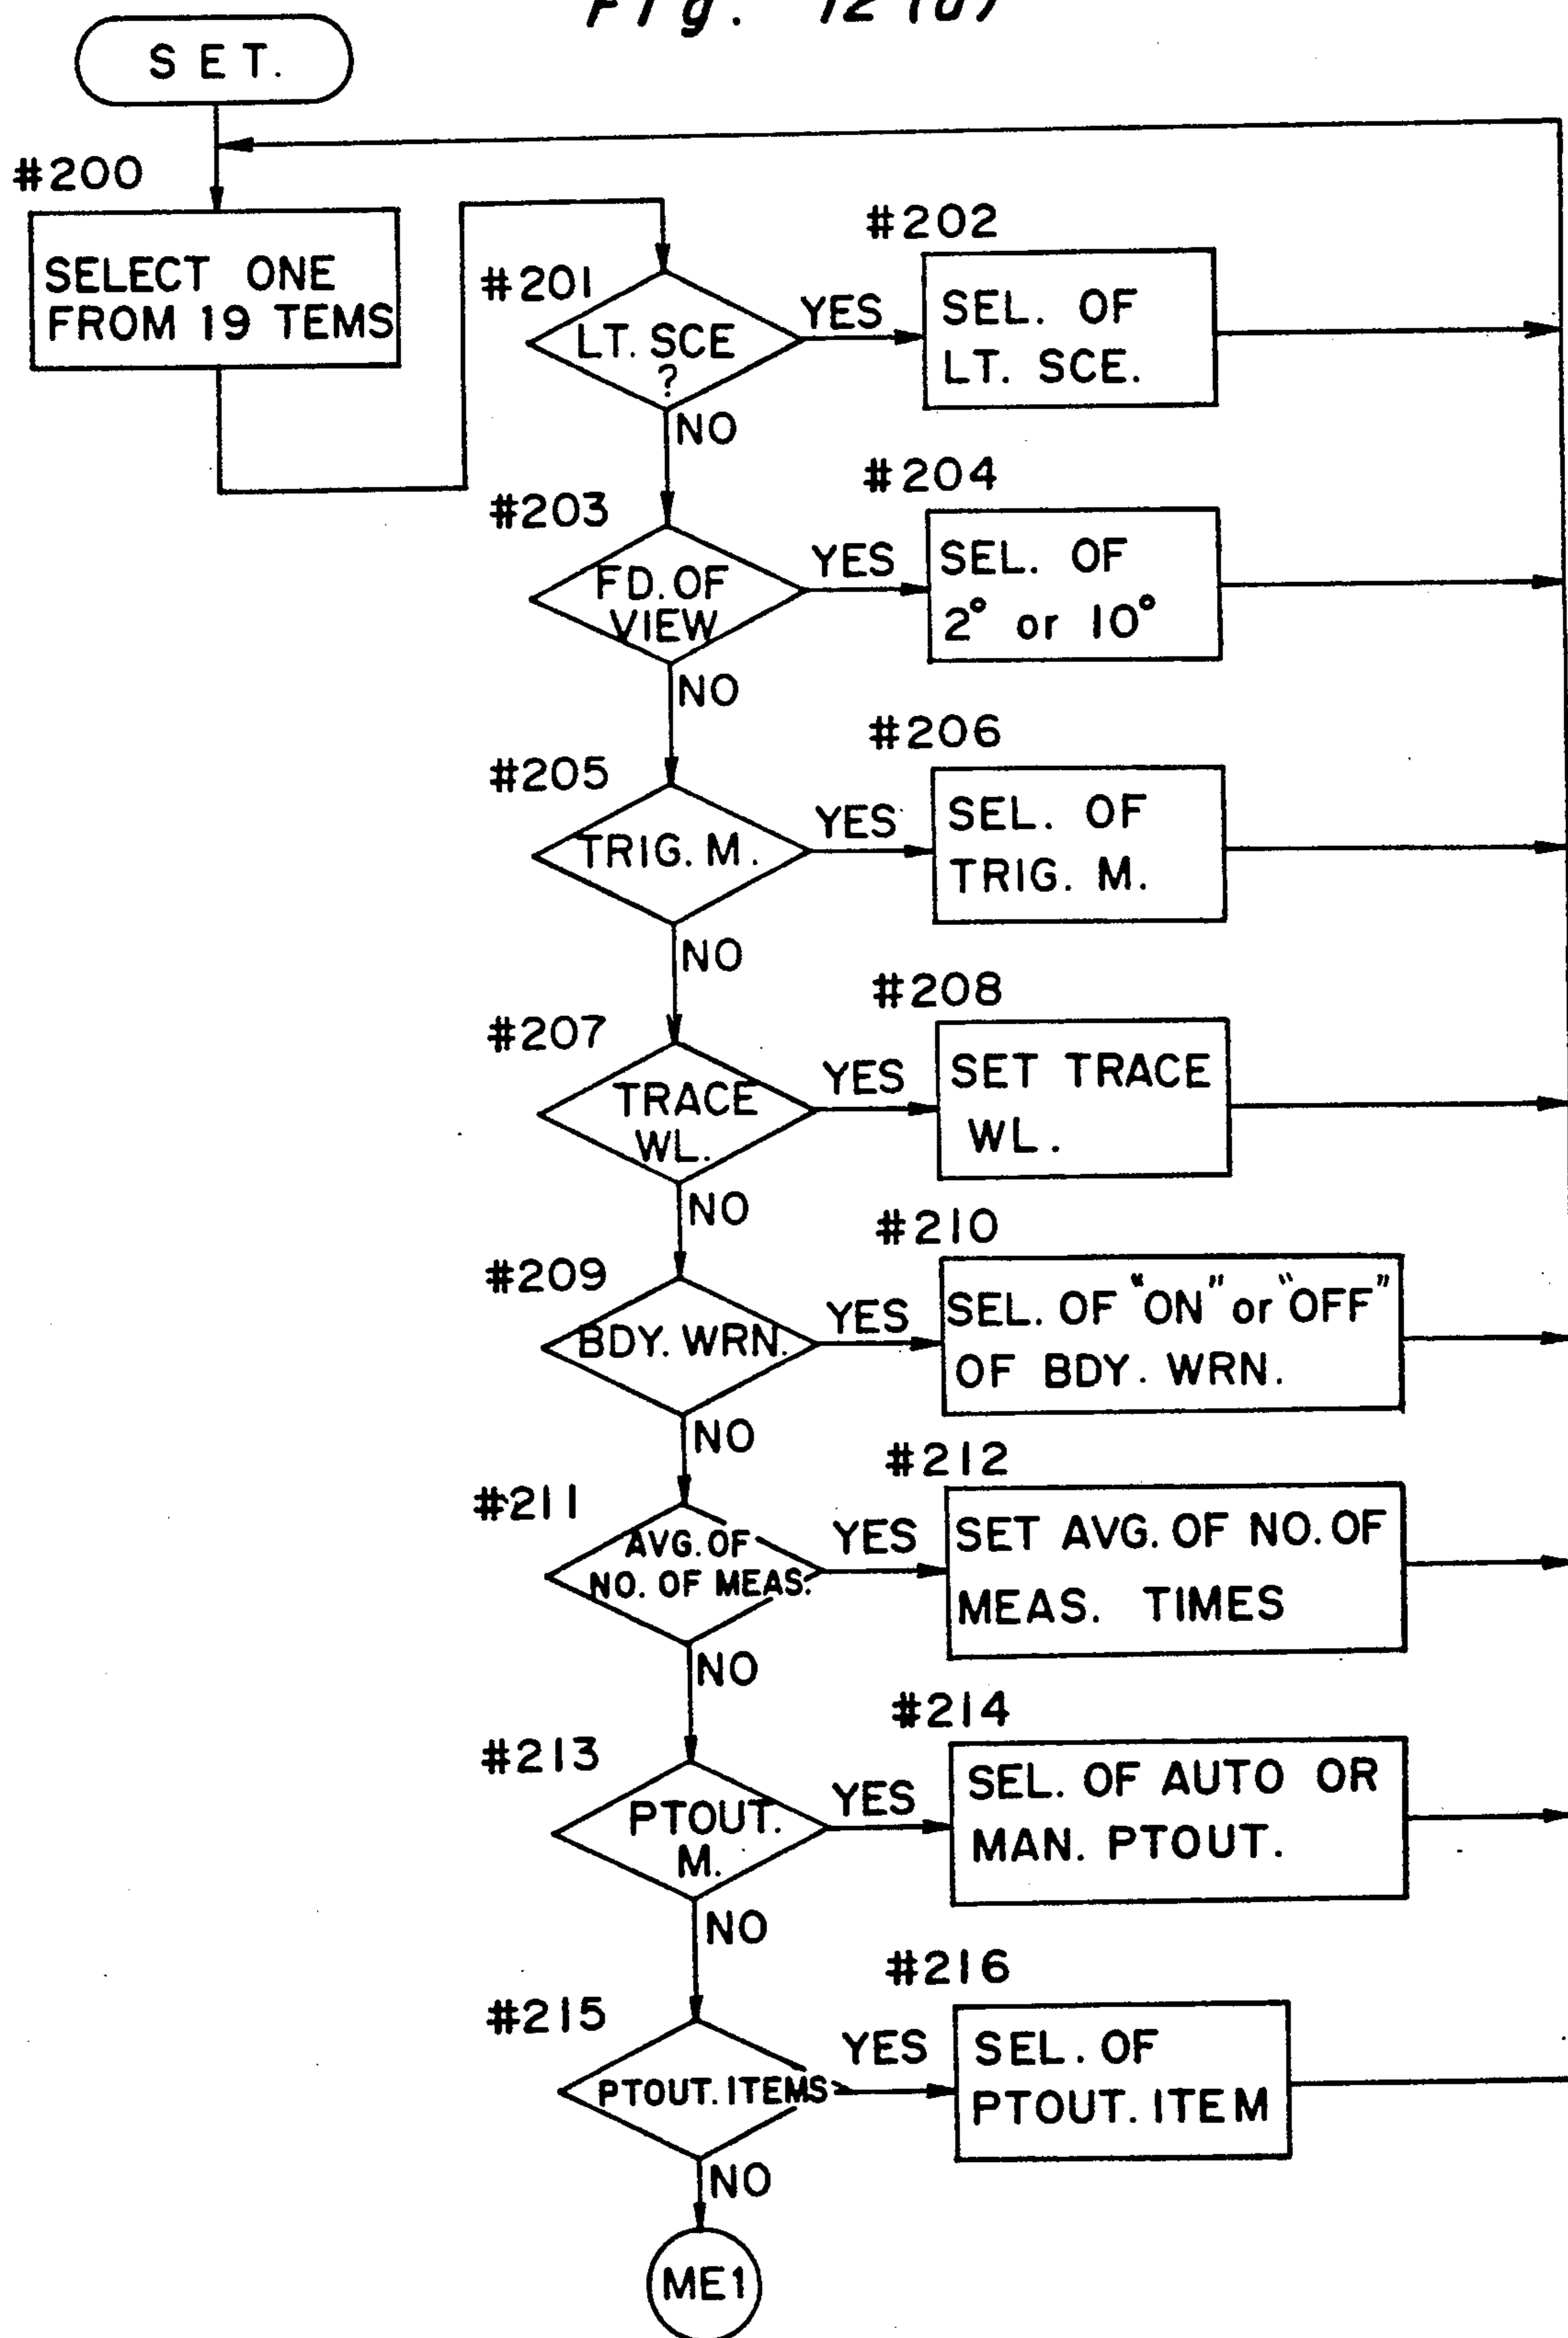 Fig. 12(a)
SET.
#200
SELECT ONE
FROM 19 TEMS
#201
LT. SCE
?
YES
NO
#202
SEL. OF
LT. SCE.
#203
FD. OF
VIEW
YES
NO
#204
SEL. OF
2° or 10°
#205
TRIG. M.
YES
NO
#206
SEL. OF
TRIG. M.
#207
TRACE
WL.
YES
NO
#208
SET TRACE
WL.
#209
BDY. WRN.
YES
NO
#210
SEL. OF "ON" or "OFF"
OF BDY. WRN.
#211
AVG. OF
NO. OF MEAS.
YES
NO
#212
SET AVG. OF NO. OF
MEAS. TIMES
#213
PTOUT.
M.
YES
NO
#214
SEL. OF AUTO OR
MAN. PTOUT.
#215
PTOUT. ITEMS
YES
NO
#216
SEL. OF
PTOUT. ITEM
ME1